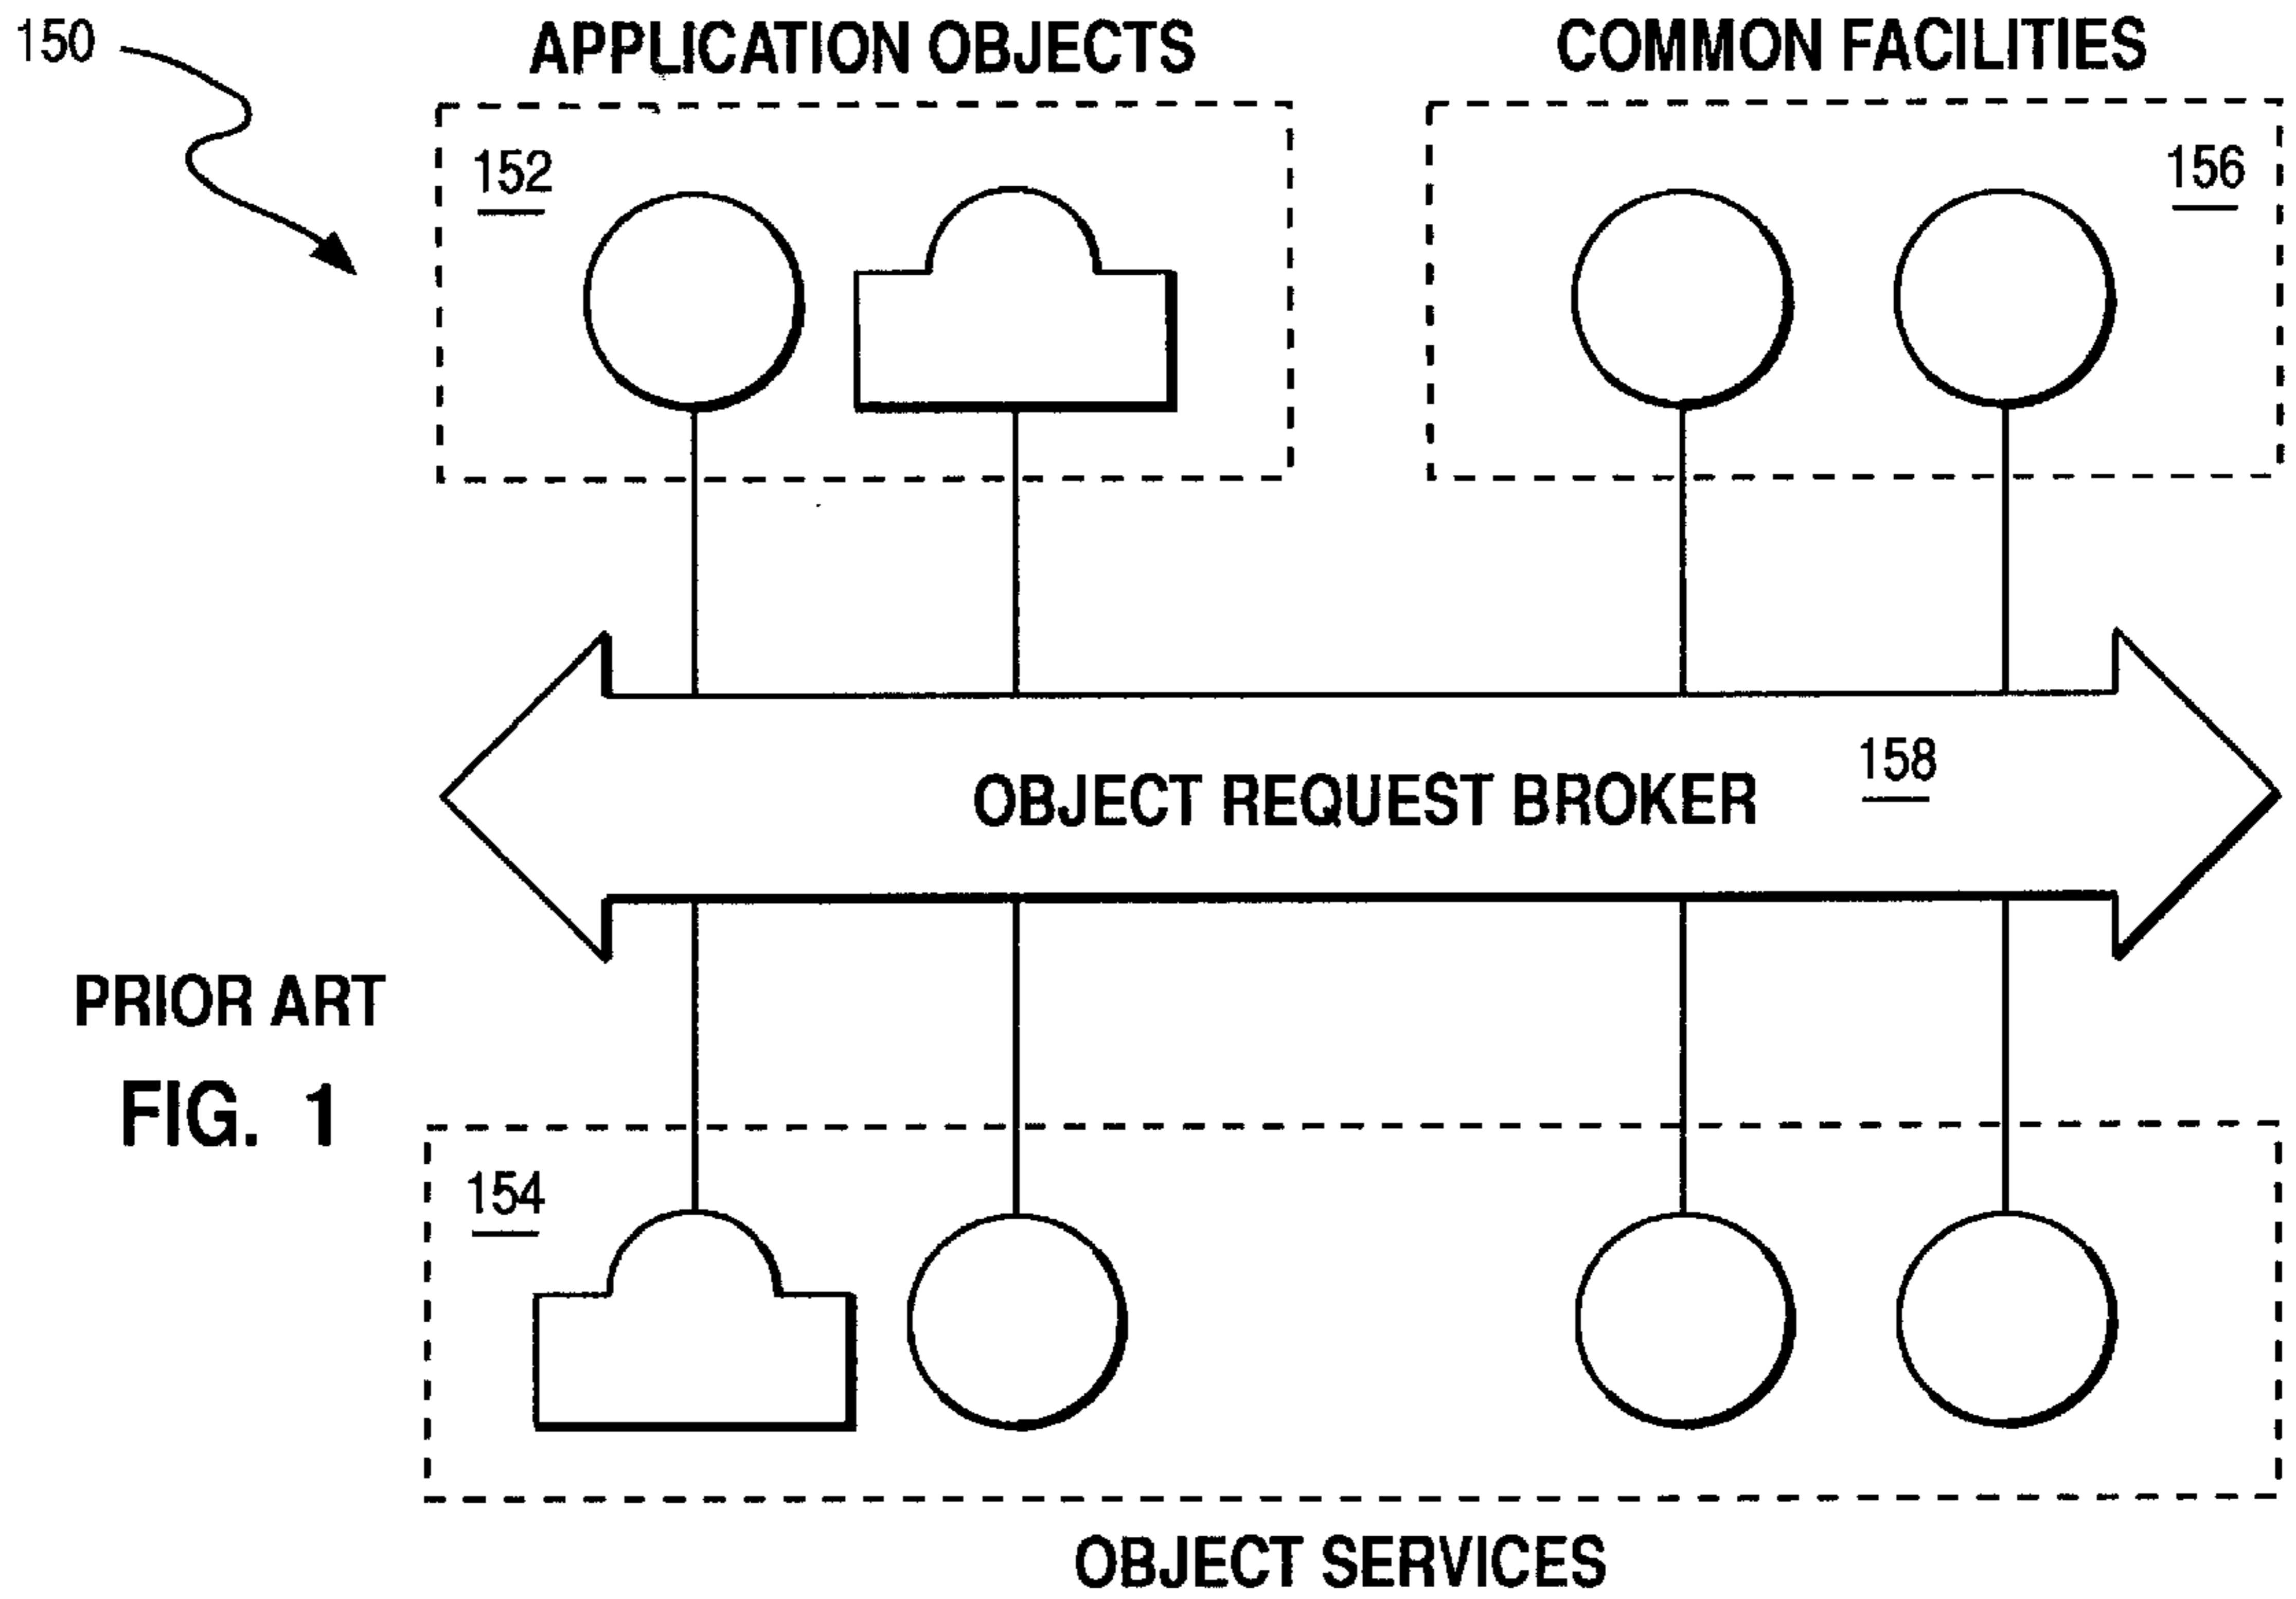 150
APPLICATION OBJECTS
COMMON FACILITIES
152
156
158
OBJECT REQUEST BROKER
PRIOR ART
FIG. 1
154
OBJECT SERVICES